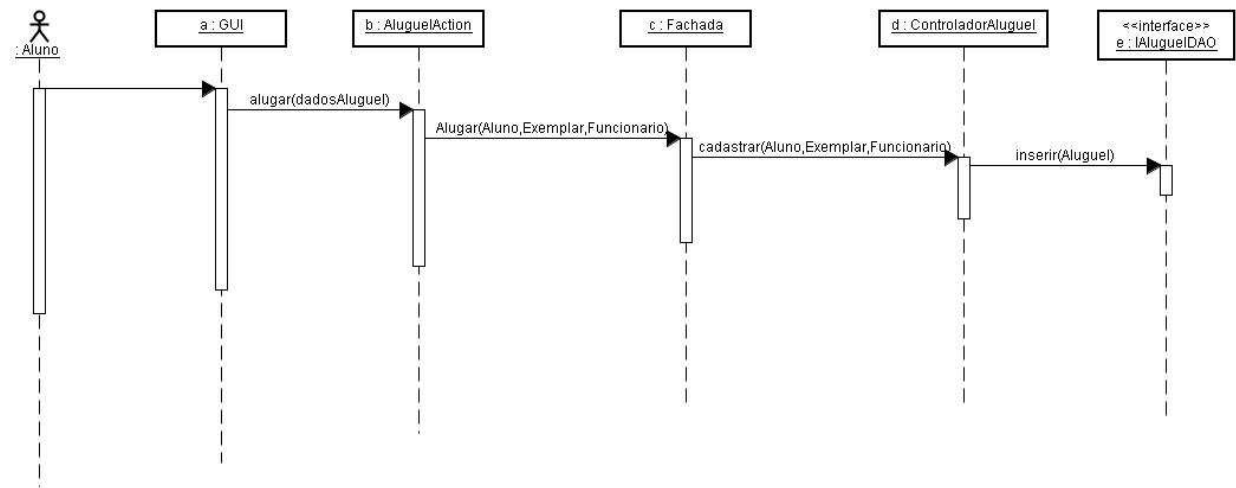 : Aluno
a : GUI
b : AluguelAction
c : Fachada
d : ControladorAluguel
<<interface>>
e : IAluguelDAO
alugar(dadosAluguel)
Alugar(Aluno,Exemplar,Funcionario)
cadastrar(Aluno,Exemplar,Funcionario)
inserir(Aluguel)